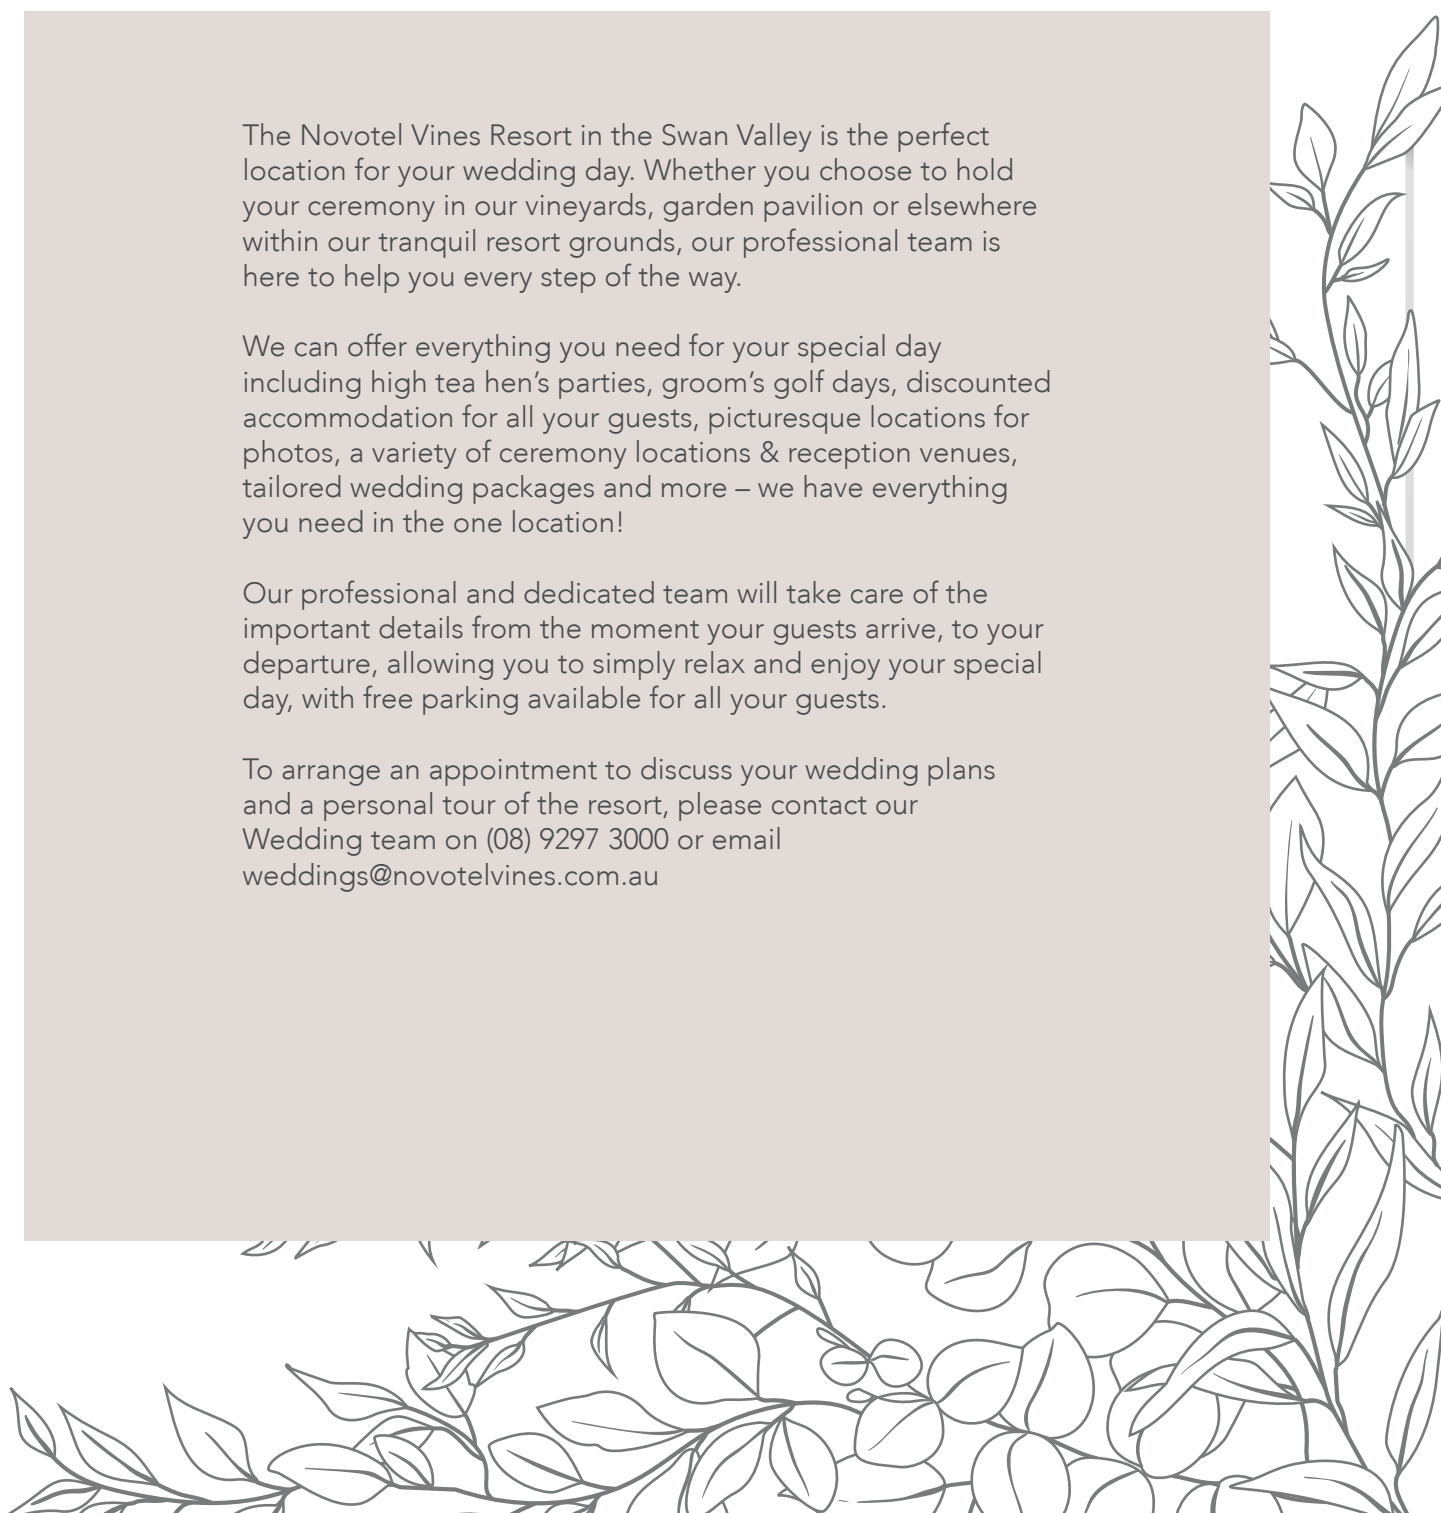 The Novotel Vines Resort in the Swan Valley is the perfect
location for your wedding day. Whether you choose to hold
your ceremony in our vineyards, garden pavilion or elsewhere
within our tranquil resort grounds, our professional team is
here to help you every step of the way.
We can offer everything you need for your special day
including high tea hen’s parties, groom’s golf days, discounted
accommodation for all your guests, picturesque locations for
photos, a variety of ceremony locations & reception venues,
tailored wedding packages and more – we have everything
you need in the one location!
Our professional and dedicated team will take care of the
important details from the moment your guests arrive, to your
departure, allowing you to simply relax and enjoy your special
day, with free parking available for all your guests.
To arrange an appointment to discuss your wedding plans
and a personal tour of the resort, please contact our
Wedding team on (08) 9297 3000 or email
weddings@novotelvines.com.au